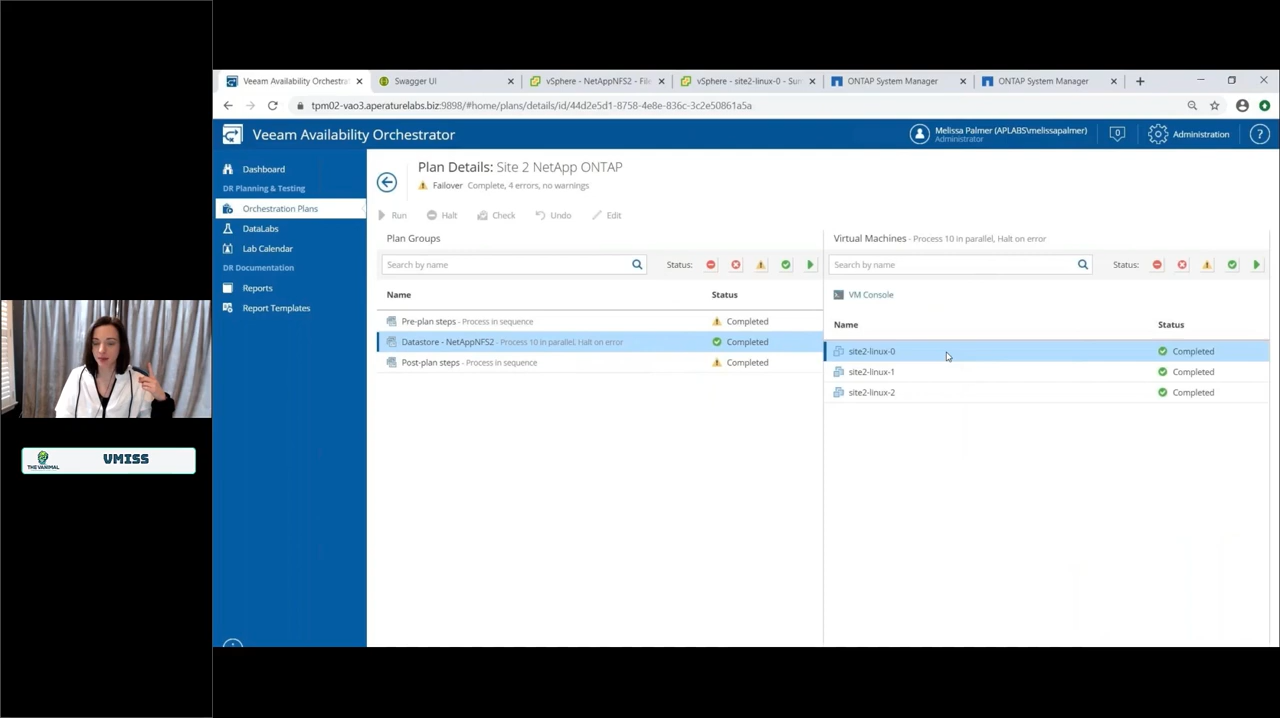 Veeam Availability Orchestra
Swagger UI
vSphere - NetAppNFS2 - File
vSphere - site2-linux-0 - Sum
ONTAP System Manager
ONTAP System Manager
tpm02-vao3.aperaturelabs.biz:9898/#home/plans/details/id/44d2e5d1-8758-4e8e-836c-3c2e50861a5a
Veeam Availability Orchestrator
Melissa Palmer (APLABS\melissapalmer)
Administrator
0
Administration
?
Dashboard
DR Planning & Testing
Orchestration Plans
DataLabs
Lab Calendar
DR Documentation
Reports
Report Templates
Plan Details: Site 2 NetApp ONTAP
Failover Complete, 4 errors, no warnings
Run Halt Check Undo Edit
Plan Groups
Search by name
Status:
Name Status
Pre-plan steps - Process in sequence Completed
Datastore - NetAppNFS2 - Process 10 in parallel, Halt on error Completed
Post-plan steps - Process in sequence Completed
Virtual Machines - Process 10 in parallel, Halt on error
Search by name
Status:
VM Console
Name Status
site2-linux-0 Completed
site2-linux-1 Completed
site2-linux-2 Completed
THEVANIMAL
VMISS